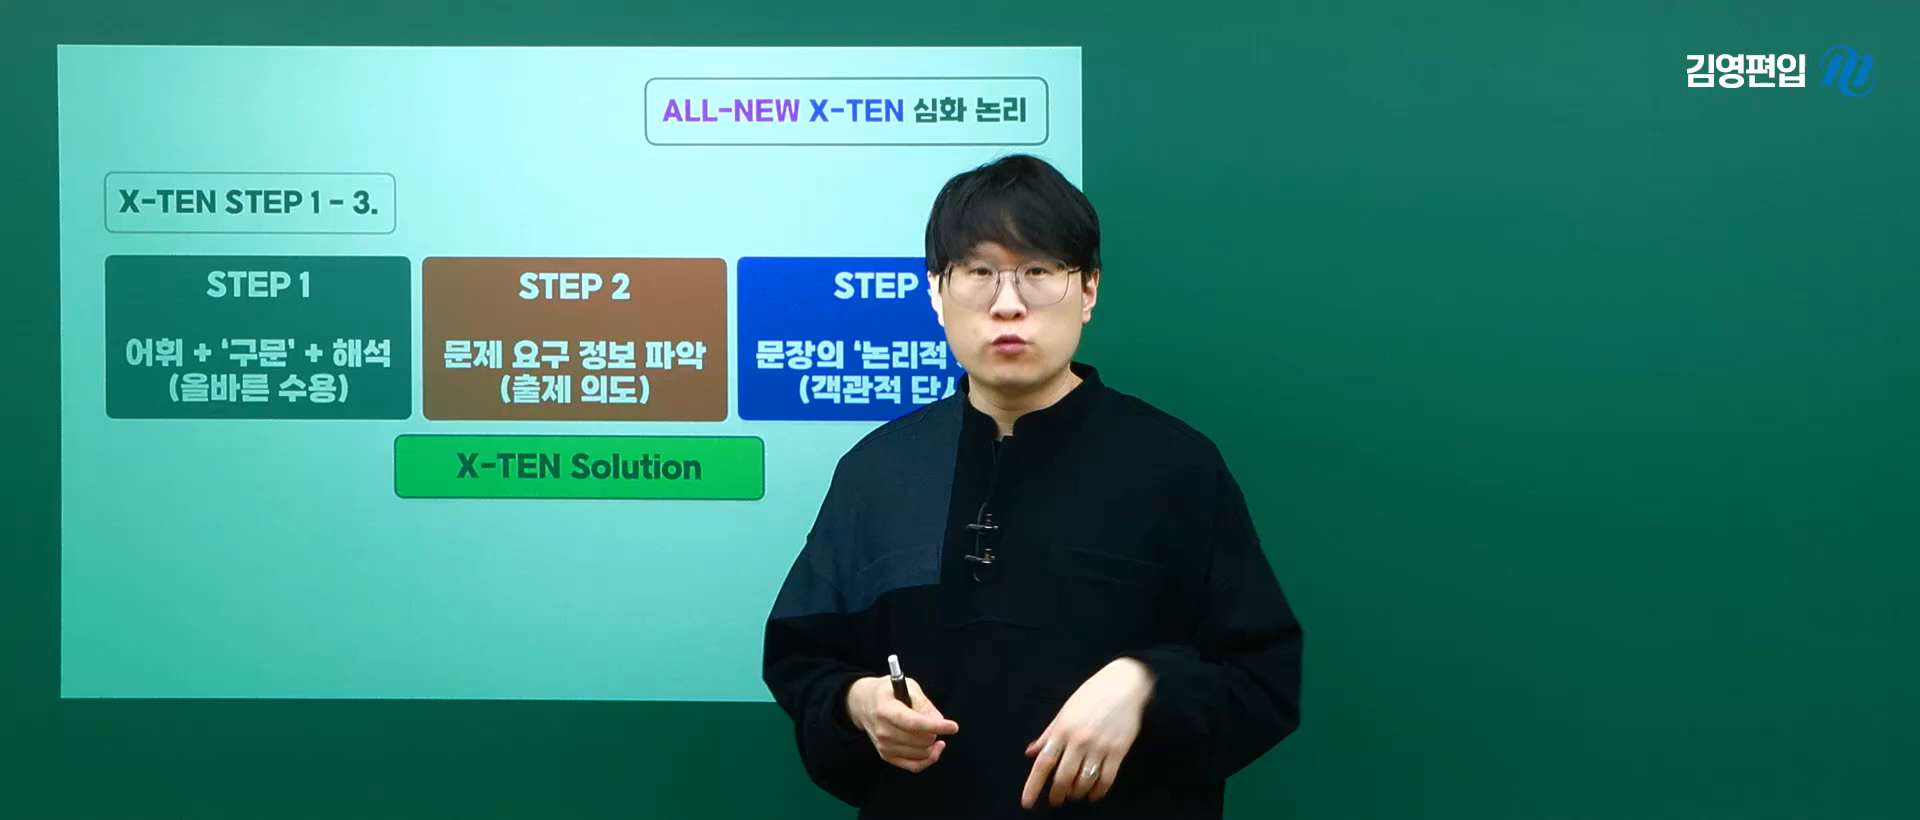 김영편입
ALL-NEW X-TEN 심화 논리
X-TEN STEP 1 - 3.
STEP 1
어휘 + ‘구문’ + 해석
(올바른 수용)
STEP 2
문제 요구 정보 파악
(출제 의도)
STEP
문장의 ‘논리적
(객관적
X-TEN Solution